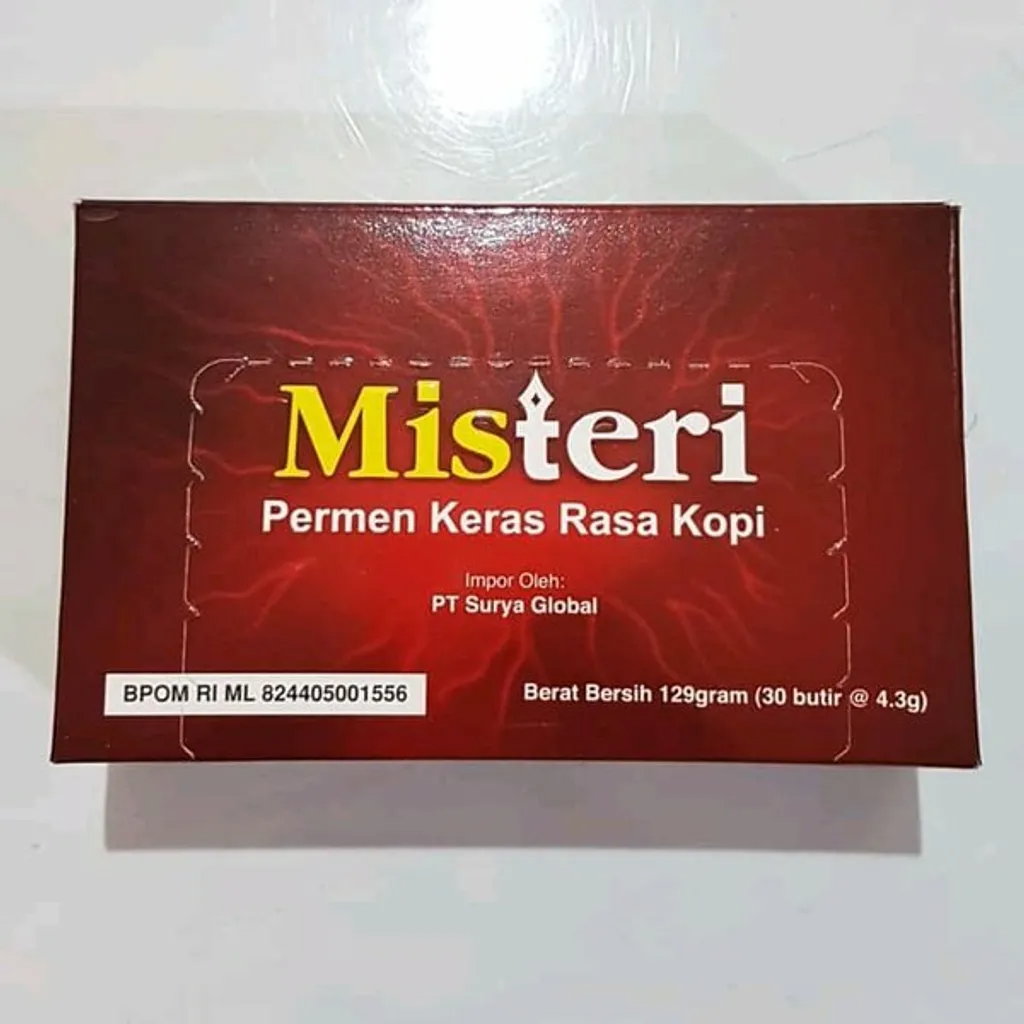 Misteri
Permen Keras Rasa Kopi
Impor Oleh:
PT Surya Global
BPOM RI ML 824405001556
Berat Bersih 129gram (30 butir @ 4.3g)